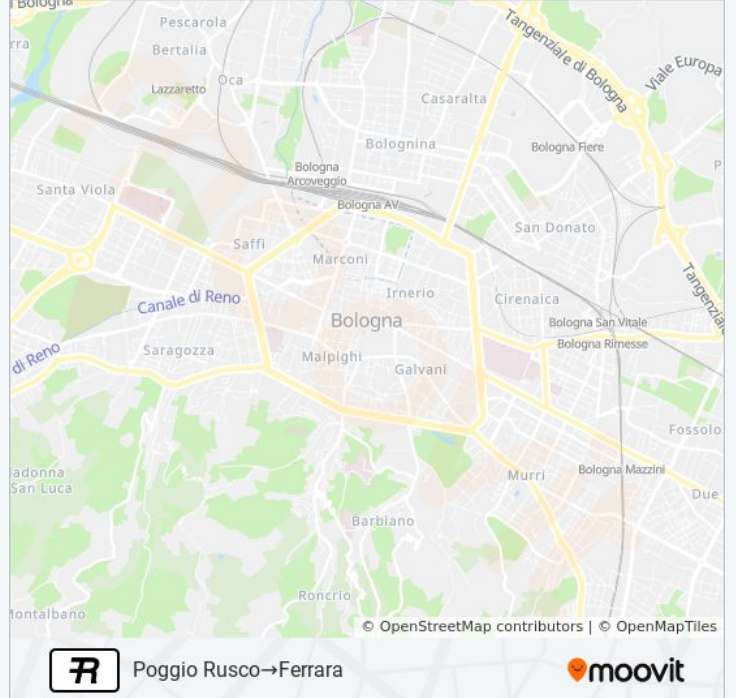 l Bologna
Pescarola
Tangenziale di Bologna
Bertalia
Viale Europa
Oca
Lazzaretto
Casaralta
Bolognina
Bologna Fiere
Bologna
Arcoveggio
Santa Viola
Bologna AV
San Donato
Saffi
Marconi
Tangenziale
Canale di Reno
Irnerio
Cirenaica
Bologna
Bologna San Vitale
Bologna Rimesse
di Reno
Saragozza
Malpighi
Galvani
Fossolo
adonna
San Luca
Murri
Bologna Mazzini
Due
Barbiano
Roncrio
Montalbano
© OpenStreetMap contributors | © OpenMapTiles
R
Poggio Rusco→Ferrara
moovit